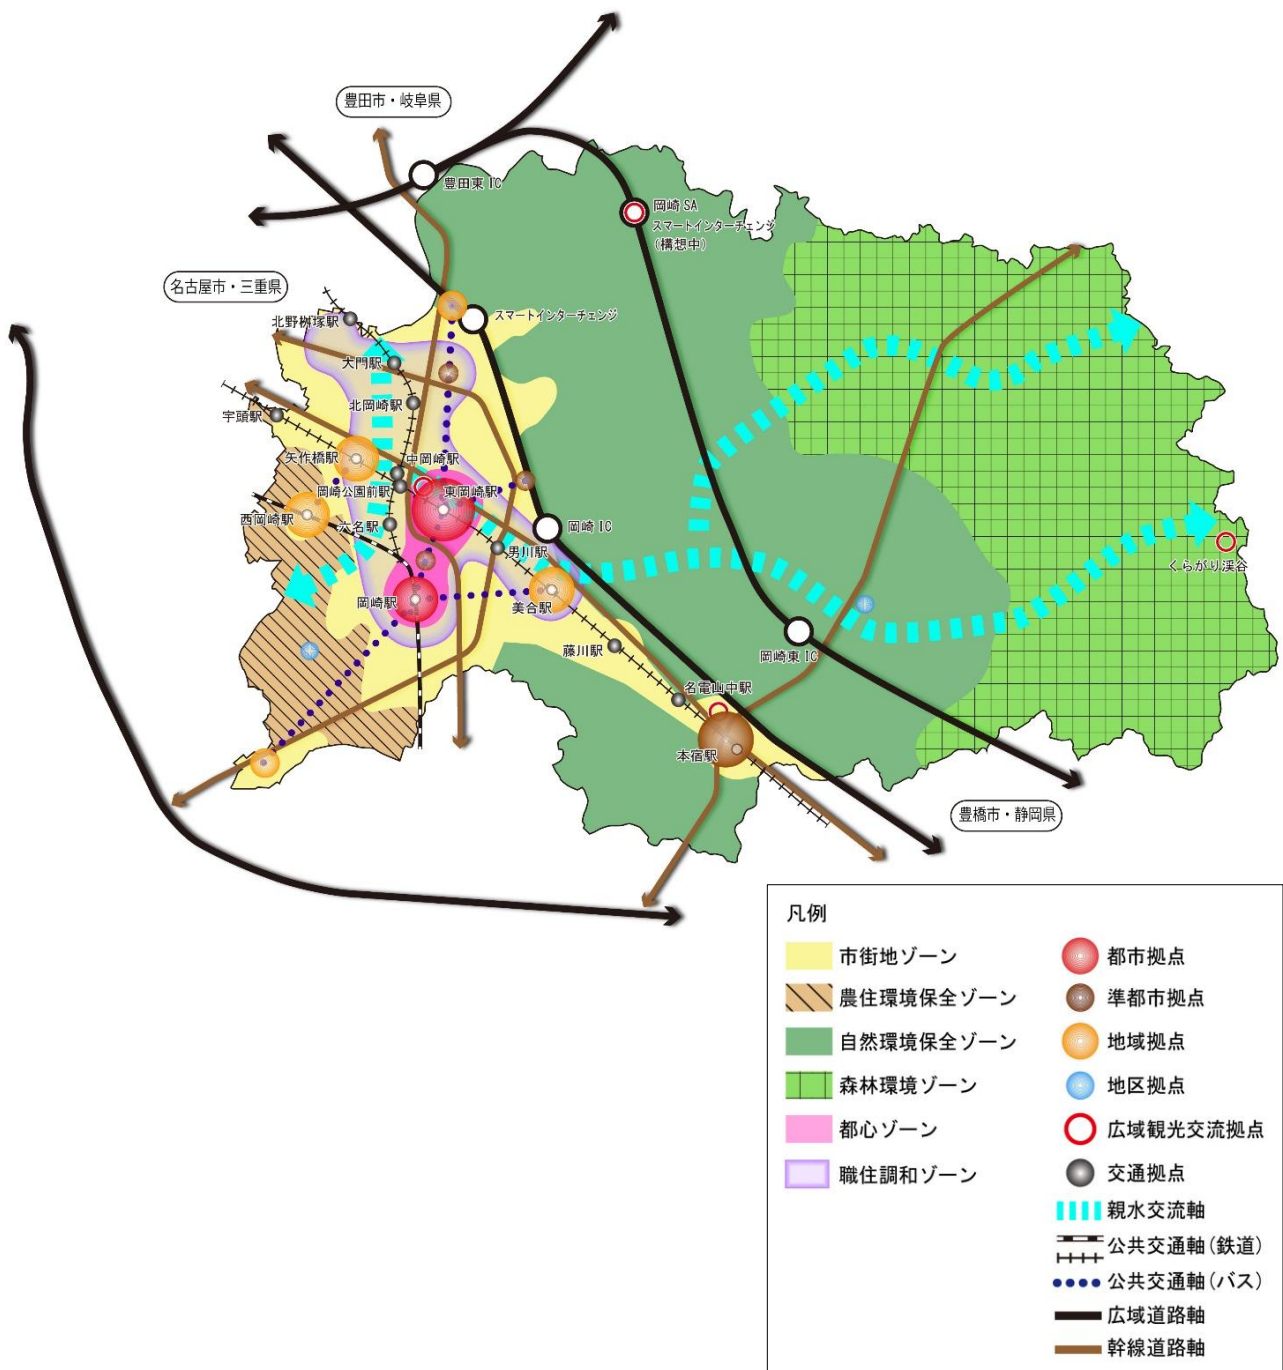 豊田市・岐阜県
豊田東 IC
岡崎 SA
スマートインターチェンジ
(構想中)
名古屋市・三重県
北野桝塚駅
スマートインターチェンジ
大門駅
北岡崎駅
宇頭駅
矢作橋駅
中岡崎駅
岡崎公園前駅
東岡崎駅
西岡崎駅
六名駅
岡崎 IC
男川駅
くらがり渓谷
岡崎駅
美合駅
藤川駅
岡崎東 IC
名電山中駅
本宿駅
豊橋市・静岡県
凡例
市街地ゾーン
農住環境保全ゾーン
自然環境保全ゾーン
森林環境ゾーン
都心ゾーン
職住調和ゾーン
都市拠点
準都市拠点
地域拠点
地区拠点
広域観光交流拠点
交通拠点
親水交流軸
公共交通軸(鉄道)
公共交通軸(バス)
広域道路軸
幹線道路軸